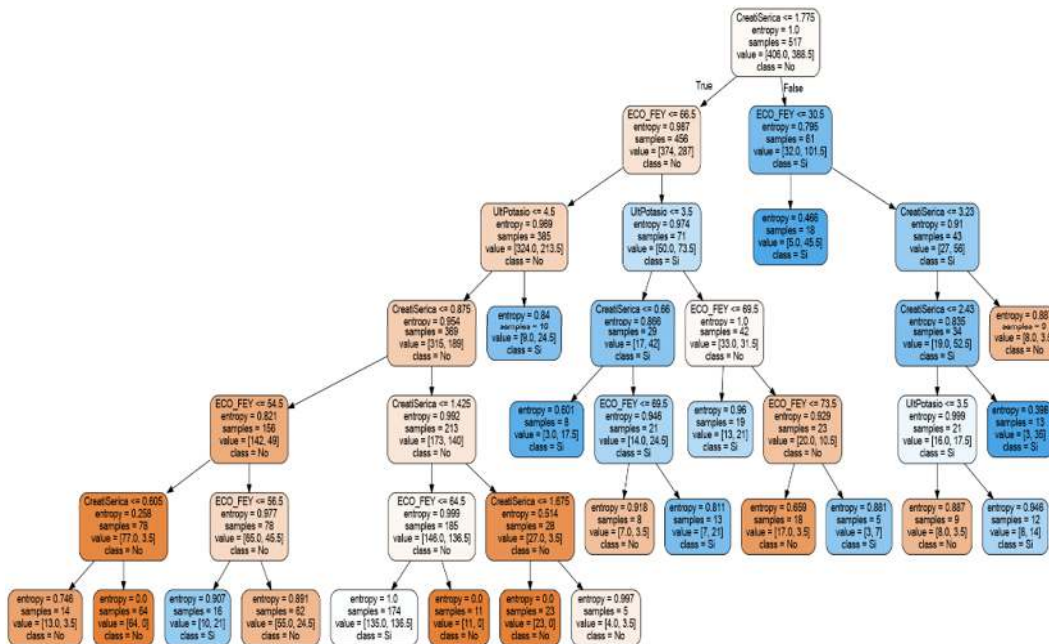 CreatiSerica <= 1.775
entropy = 1.0
samples = 517
value = [406.0, 388.5]
class = No
True
False
ECO_FEY <= 66.5
entropy = 0.987
samples = 456
value = [374, 287]
class = No
ECO_FEY <= 30.5
entropy = 0.795
samples = 61
value = [32.0, 101.5]
class = Si
UltPotasio <= 4.5
entropy = 0.969
samples = 385
value = [324.0, 213.5]
class = No
UltPotasio <= 3.5
entropy = 0.974
samples = 71
value = [50.0, 73.5]
class = Si
entropy = 0.466
samples = 18
value = [5.0, 45.5]
class = Si
CreatiSerica <= 3.23
entropy = 0.91
samples = 43
value = [27, 56]
class = Si
CreatiSerica <= 0.875
entropy = 0.954
samples = 369
value = [315, 189]
class = No
entropy = 0.84
samples =
value = [9.0, 24.5]
class = Si
CreatiSerica <= 0.66
entropy = 0.866
samples = 29
value = [17, 42]
class = Si
ECO_FEY <= 69.5
entropy = 1.0
samples = 42
value = [33.0, 31.5]
class = No
CreatiSerica <= 2.43
entropy = 0.835
samples = 34
value = [19.0, 52.5]
class = Si
entropy = 0.887
samples = 9
value = [8.0, 3.5]
class = No
ECO_FEY <= 54.5
entropy = 0.821
samples = 156
value = [142, 49]
class = No
CreatiSerica <= 1.425
entropy = 0.992
samples = 213
value = [173, 140]
class = No
entropy = 0.601
samples = 8
value = [3.0, 17.5]
class = Si
ECO_FEY <= 69.5
entropy = 0.946
samples = 21
value = [14.0, 24.5]
class = Si
entropy = 0.96
samples = 19
value = [13, 21]
class = Si
ECO_FEY <= 73.5
entropy = 0.929
samples = 23
value = [20.0, 10.5]
class = No
UltPotasio <= 3.5
entropy = 0.999
samples = 21
value = [16.0, 17.5]
class = Si
entropy = 0.398
samples = 13
value = [3, 35]
class = Si
CreatiSerica <= 0.605
entropy = 0.258
samples = 78
value = [77.0, 3.5]
class = No
ECO_FEY <= 56.5
entropy = 0.977
samples = 78
value = [65.0, 45.5]
class = No
ECO_FEY <= 64.5
entropy = 0.999
samples = 185
value = [146.0, 136.5]
class = No
CreatiSerica <= 1.675
entropy = 0.514
samples = 28
value = [27.0, 3.5]
class = No
entropy = 0.918
samples = 8
value = [7.0, 3.5]
class = No
entropy = 0.811
samples = 13
value = [7, 21]
class = Si
entropy = 0.659
samples = 18
value = [17.0, 3.5]
class = No
entropy = 0.881
samples = 5
value = [3, 7]
class = Si
entropy = 0.887
samples = 9
value = [8.0, 3.5]
class = No
entropy = 0.946
samples = 12
value = [8, 14]
class = Si
entropy = 0.746
samples = 14
value = [13.0, 3.5]
class = No
entropy = 0.0
samples = 64
value = [64, 0]
class = No
entropy = 0.907
samples = 16
value = [10, 21]
class = Si
entropy = 0.891
samples = 62
value = [55.0, 24.5]
class = No
entropy = 1.0
samples = 174
value = [135.0, 136.5]
class = Si
entropy = 0.0
samples = 11
value = [11, 0]
class = No
entropy = 0.0
samples = 23
value = [23, 0]
class = No
entropy = 0.997
samples = 5
value = [4.0, 3.5]
class = No